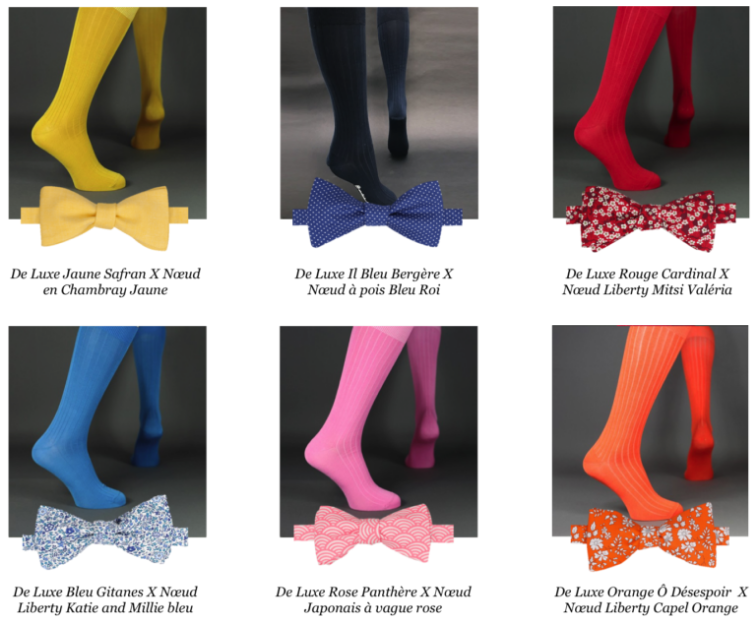 De Luxe Jaune Safran X Nœud
en Chambray Jaune
De Luxe Il Bleu Bergère X
Nœud à pois Bleu Roi
De Luxe Rouge Cardinal X
Nœud Liberty Mitsi Valéria
De Luxe Bleu Gitanes X Nœud
Liberty Katie and Millie bleu
De Luxe Rose Panthère X Nœud
Japonais à vague rose
De Luxe Orange Ô Désespoir X
Nœud Liberty Capel Orange